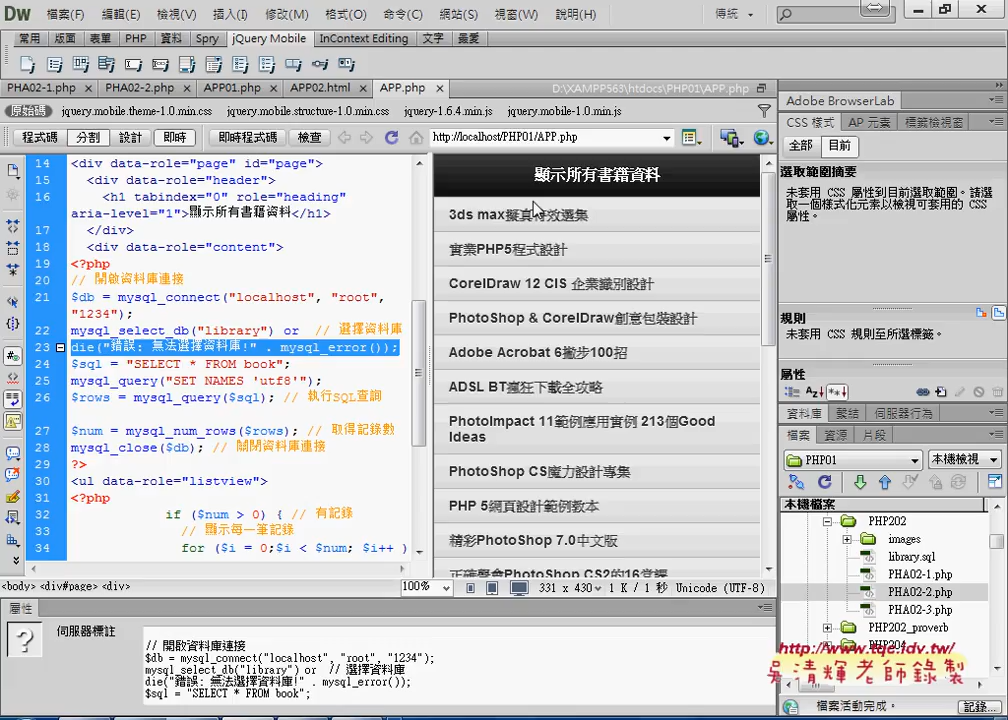 Dw 檔案(F) 編輯(E) 檢視(V) 插入(I) 修改(M) 格式(O) 命令(C) 網站(S) 視窗(W) 說明(H) 傳統
常用 版面 表單 PHP 資料 Spry jQuery Mobile InContext Editing 文字 最愛
PHA02-1.php PHA02-2.php APP01.php APP02.html APP.php D:\XAMPP563\htdocs\PHP01\APP.php
原始碼 jquery.mobile.theme-1.0.min.css jquery.mobile.structure-1.0.min.css jquery-1.6.4.min.js jquery.mobile-1.0.min.js
程式碼 分割 設計 即時 即時程式碼 檢查 http://localhost/PHP01/APP.php
14 <div data-role="page" id="page">
15 <div data-role="header">
16 <h1 tabindex="0" role="heading"
aria-level="1">顯示所有書籍資料</h1>
17 </div>
18 <div data-role="content">
19 <?php
20 // 開啟資料庫連接
21 $db = mysql_connect("localhost", "root",
"1234");
22 mysql_select_db("library") or // 選擇資料庫
23 die("錯誤: 無法選擇資料庫!" . mysql_error());
24 $sql = "SELECT * FROM book";
25 mysql_query("SET NAMES 'utf8'");
26 $rows = mysql_query($sql); // 執行SQL查詢
27 $num = mysql_num_rows($rows); // 取得記錄數
28 mysql_close($db); // 關閉資料庫連接
29 ?>
30 <ul data-role="listview">
31 <?php
32 if ($num > 0) { // 有記錄
33 // 顯示每一筆記錄
34 for ($i = 0;$i < $num; $i++ )
顯示所有書籍資料
3ds max擬真特效選集
實業PHP5程式設計
CorelDraw 12 CIS 企業識別設計
PhotoShop & CorelDraw創意包裝設計
Adobe Acrobat 6撇步100招
ADSL BT瘋狂下載全攻略
PhotoImpact 11範例應用實例 213個Good
Ideas
PhotoShop CS魔力設計專集
PHP 5網頁設計範例教本
精彩PhotoShop 7.0中文版
正確學會PhotoShop CS2的16堂課
<body> <div#page> <div> 100% 331 x 430 1 K / 1 秒 Unicode (UTF-8)
屬性
伺服器標註
// 開啟資料庫連接
$db = mysql_connect("localhost", "root", "1234");
mysql_select_db("library") or // 選擇資料庫
die("錯誤: 無法選擇資料庫!" . mysql_error());
$sql = "SELECT * FROM book";
Adobe BrowserLab
CSS 樣式 AP 元素 標籤檢視窗
全部 目前
選取範圍摘要
未套用 CSS 屬性到目前選取範圍。請選
取一個樣式化元素以檢視可套用的 CSS
屬性。
規則
未套用 CSS 規則至所選標籤。
屬性
資料庫 繫結 伺服器行為
檔案 資源 片段
PHP01 本機檢視
本機檔案
PHP202
images
library.sql
PHA02-1.php
PHA02-2.php
PHA02-3.php
PHP202_proverb
PHP204
http://www.tqc.idv.tw/
吳清輝老師錄製
檔案活動完成。 記錄...